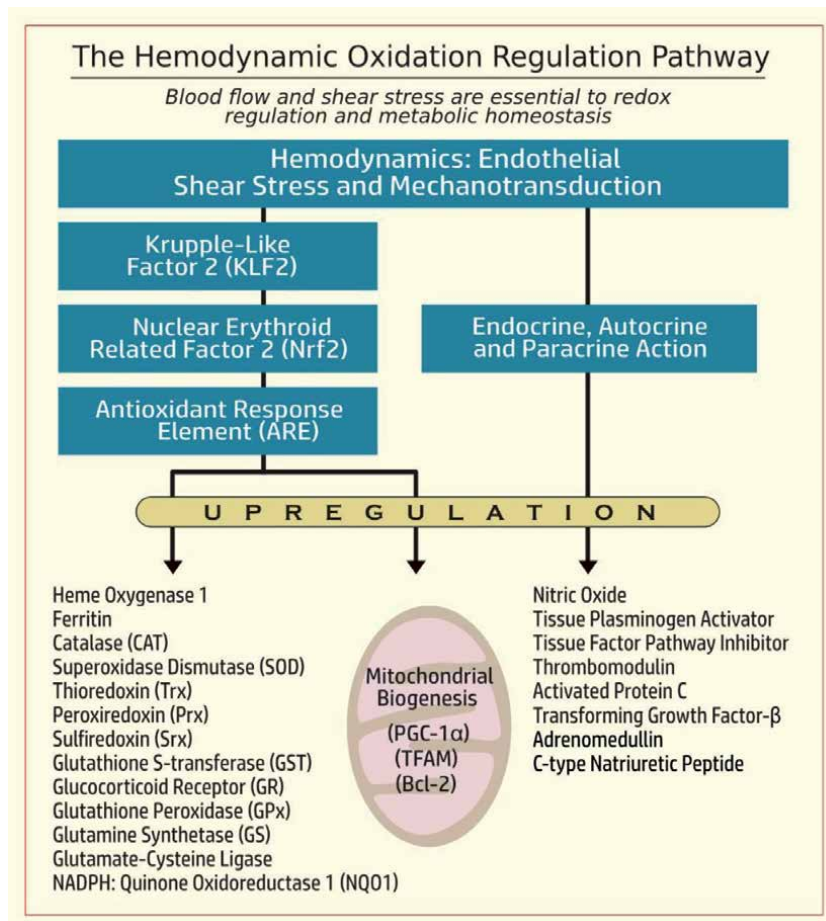 The Hemodynamic Oxidation Regulation Pathway
Blood flow and shear stress are essential to redox
regulation and metabolic homeostasis
Hemodynamics: Endothelial
Shear Stress and Mechanotransduction
Krupple-Like
Factor 2 (KLF2)
Nuclear Erythroid
Related Factor 2 (Nrf2)
Antioxidant Response
Element (ARE)
Endocrine, Autocrine
and Paracrine Action
UPREGULATION
Heme Oxygenase 1
Ferritin
Catalase (CAT)
Superoxidase Dismutase (SOD)
Thioredoxin (Trx)
Peroxiredoxin (Prx)
Sulfiredoxin (Srx)
Glutathione S-transferase (GST)
Glucocorticoid Receptor (GR)
Glutathione Peroxidase (GPx)
Glutamine Synthetase (GS)
Glutamate-Cysteine Ligase
NADPH: Quinone Oxidoreductase 1 (NQO1)
Mitochondrial
Biogenesis
(PGC-1α)
(TFAM)
(Bcl-2)
Nitric Oxide
Tissue Plasminogen Activator
Tissue Factor Pathway Inhibitor
Thrombomodulin
Activated Protein C
Transforming Growth Factor-β
Adrenomedullin
C-type Natriuretic Peptide